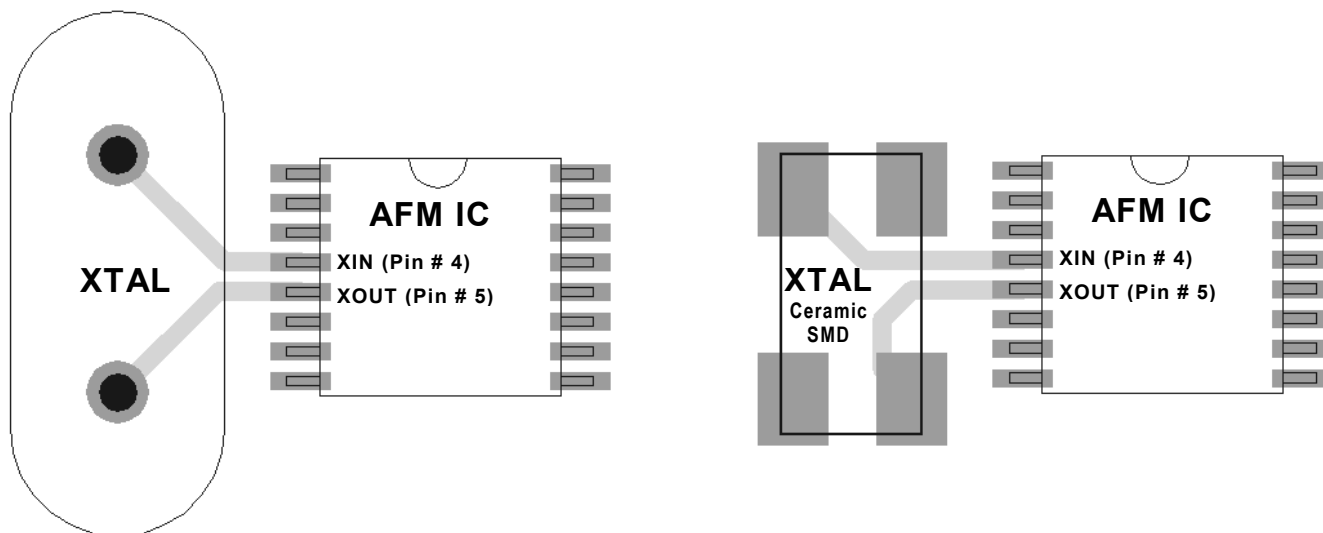 AFM IC
XIN (Pin # 4)
XTAL
XOUT (Pin # 5)
AFM IC
XIN (Pin # 4)
XTAL
XOUT (Pin # 5)
Ceramic
SMD